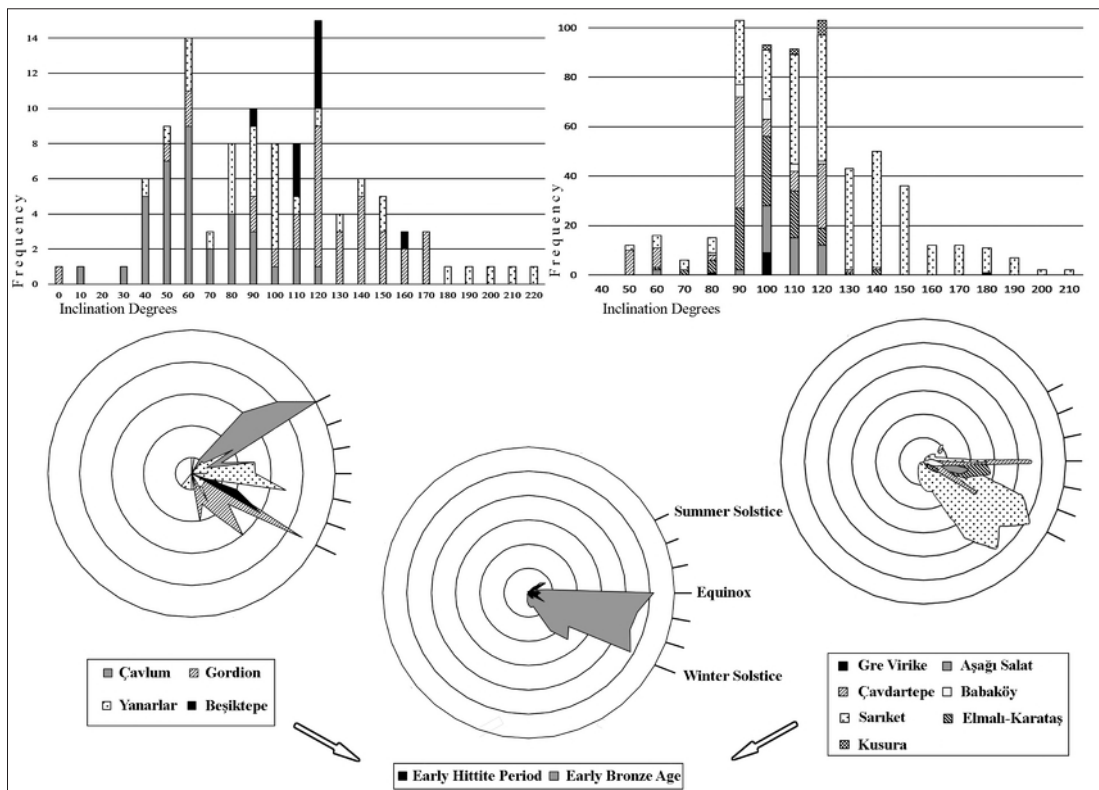 14
12
10
8
6
4
2
0
Frequency
0 10 30 40 50 60 70 80 90 100 110 120 130 140 150 160 170 180 190 200 210 220
Inclination Degrees
100
80
60
40
20
0
Frequency
40 50 60 70 80 90 100 110 120 130 140 150 160 170 180 190 200 210
Inclination Degrees
Summer Solstice
Equinox
Winter Solstice
Çavlum Gordion
Yanarlar Beşiktepe
Gre Virike Aşağı Salat
Çavdartepe Babaköy
Sarıket Elmalı-Karataş
Kusura
Early Hittite Period Early Bronze Age